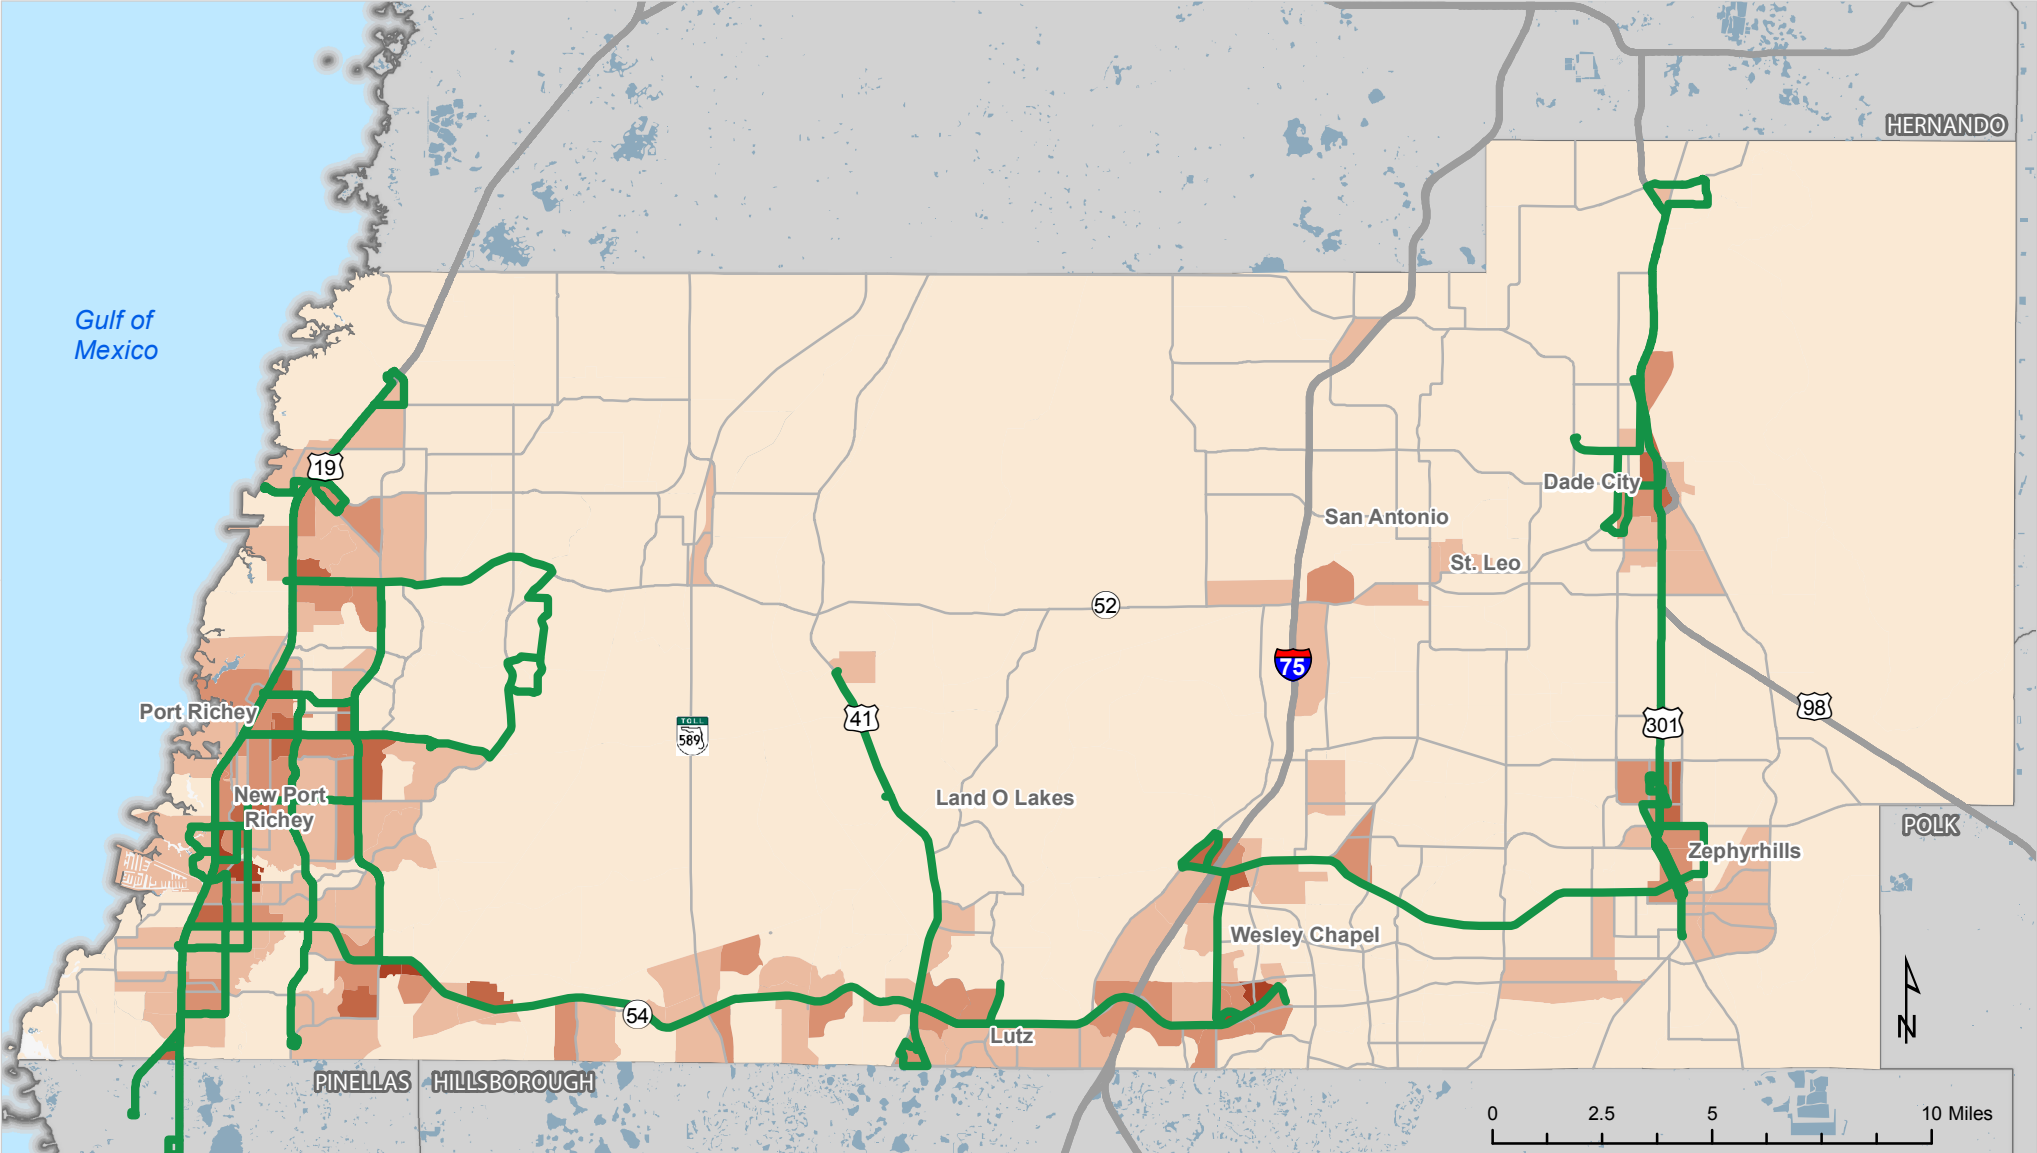 HERNANDO
Gulf of
Mexico
19
Dade City
San Antonio
St. Leo
52
75
Port Richey
98
41
301
TOLL
589
New Port
Richey
Land O Lakes
POLK
Zephyrhills
Wesley Chapel
54
Lutz
N
PINELLAS
HILLSBOROUGH
0 2.5 5 10 Miles